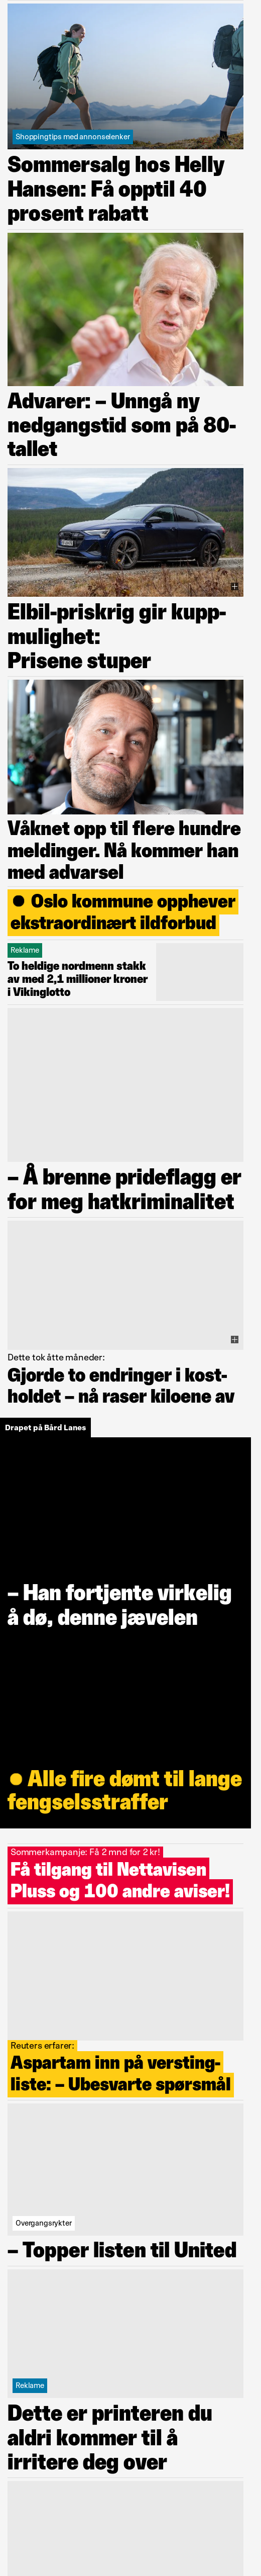 Shoppingtips med annonselenker
Sommersalg hos Helly
Hansen: Få opptil 40
prosent rabatt
Advarer: – Unngå ny
nedgangstid som på 80-
tallet
Elbil-priskrig gir kupp-
mulighet:
Prisene stuper
Våknet opp til flere hundre
meldinger. Nå kommer han
med advarsel
● Oslo kommune opphever
ekstraordinært ildforbud
Reklame
To heldige nordmenn stakk
av med 2,1 millioner kroner
i Vikinglotto
– Å brenne prideflagg er
for meg hatkriminalitet
Dette tok åtte måneder:
Gjorde to endringer i kost-
holdet – nå raser kiloene av
Drapet på Bård Lanes
– Han fortjente virkelig
å dø, denne jævelen
● Alle fire dømt til lange
fengselsstraffer
Sommerkampanje: Få 2 mnd for 2 kr!
Få tilgang til Nettavisen
Pluss og 100 andre aviser!
Reuters erfarer:
Aspartam inn på versting-
liste: – Ubesvarte spørsmål
Overgangsrykter
– Topper listen til United
Reklame
Dette er printeren du
aldri kommer til å
irritere deg over